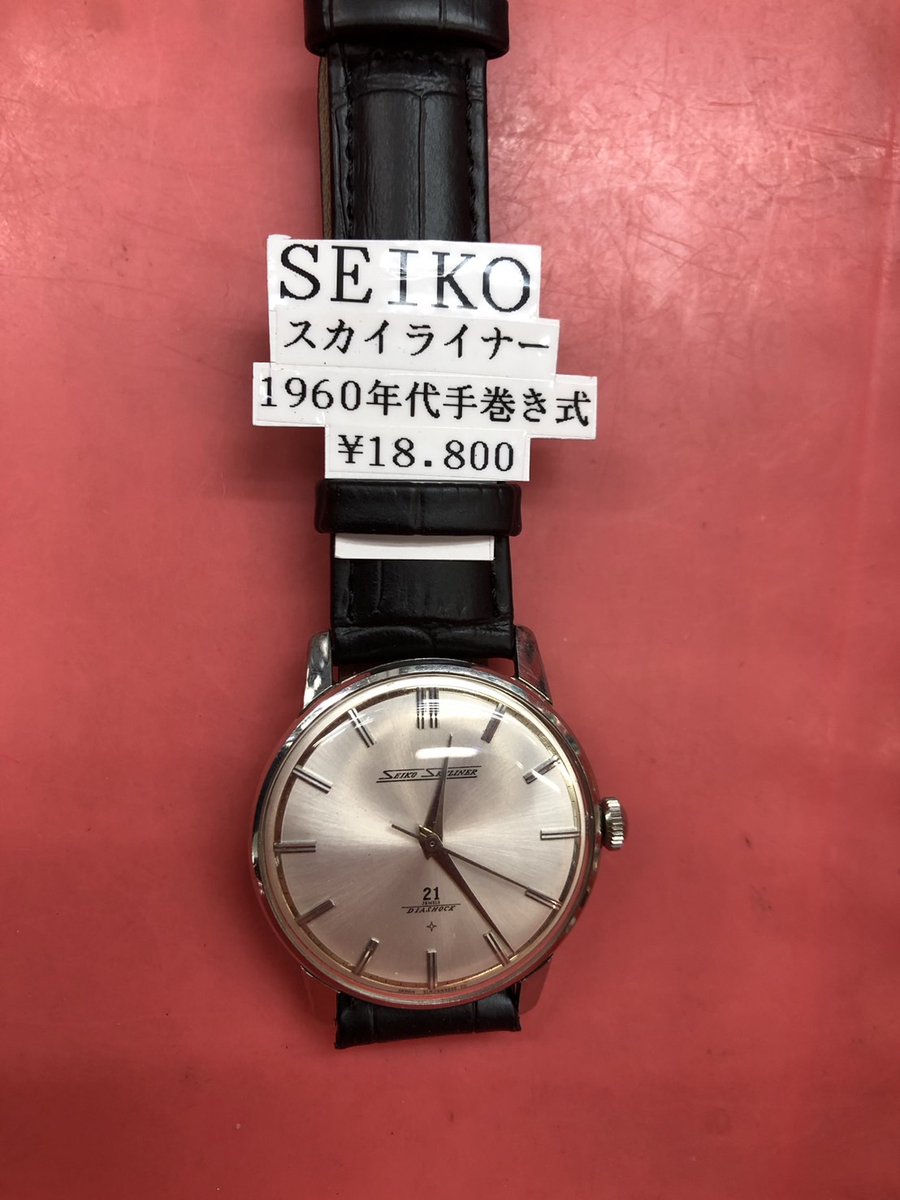 SEIKO
スカイライナー
1960年代手巻き式
¥18.800
SEIKO SKYLINER
21
JEWELS
DIASHOCK